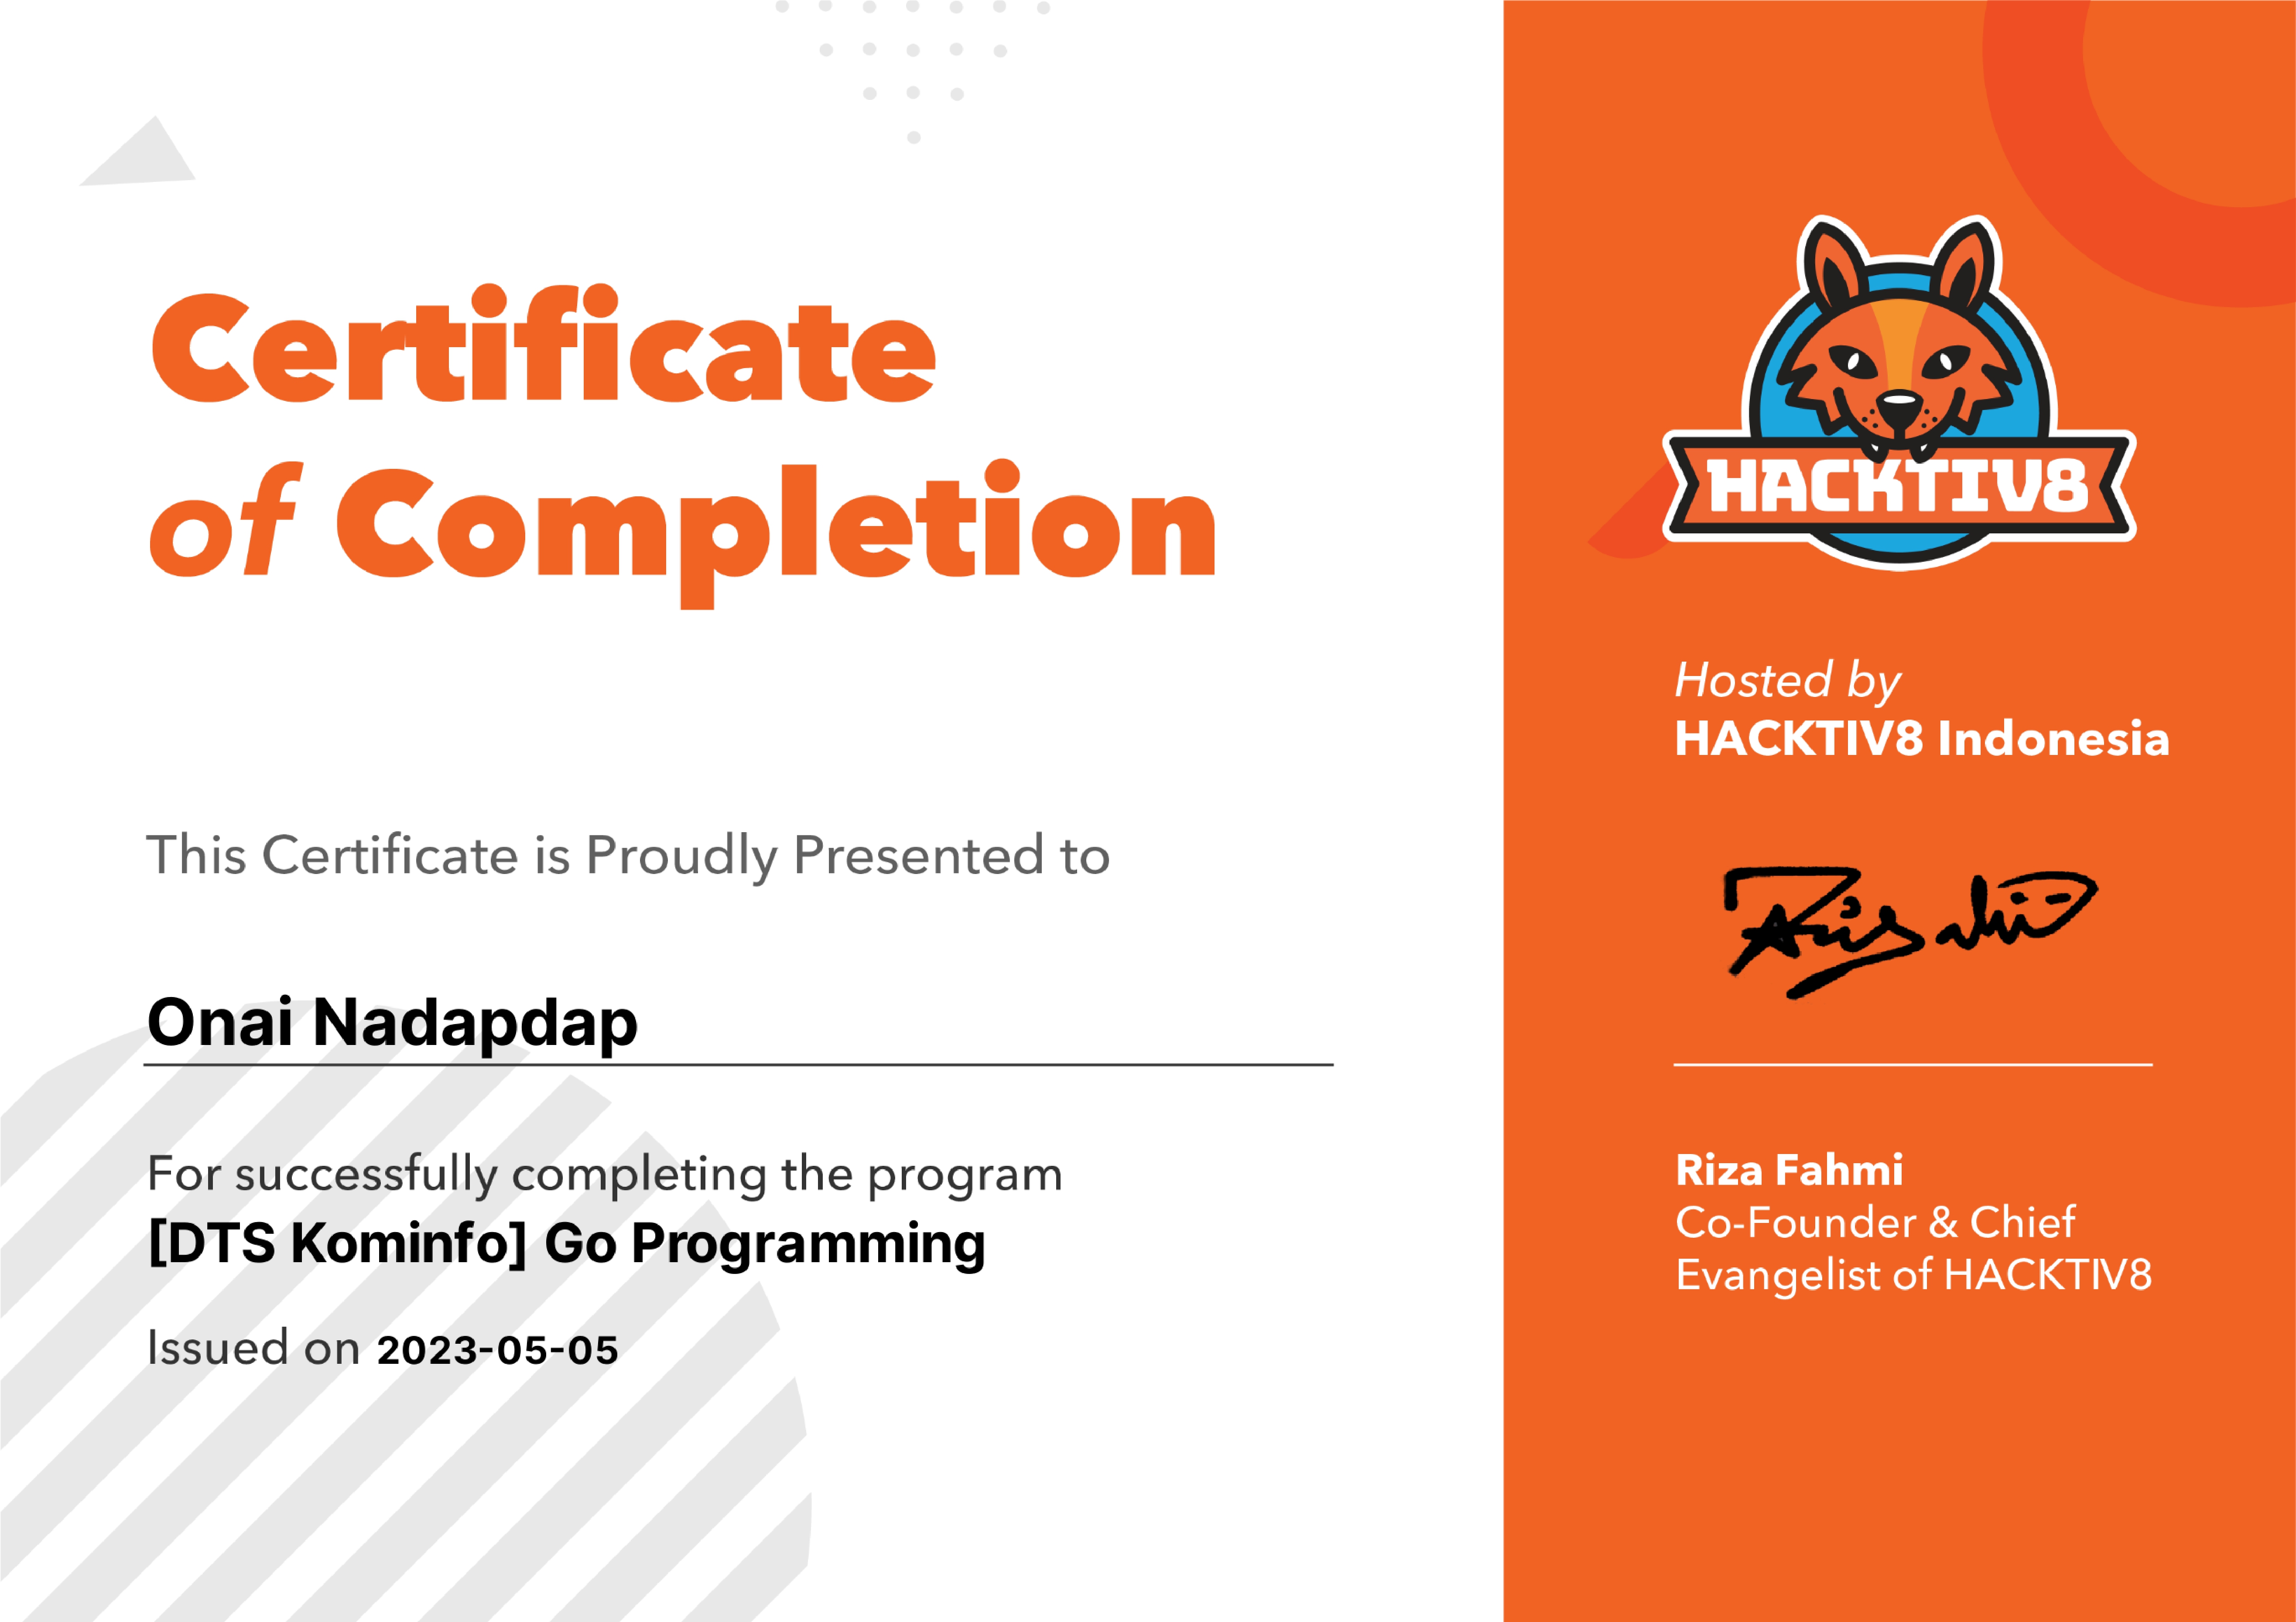 Certificate
of Completion
This Certificate is Proudly Presented to
Onai Nadapdap
For successfully completing the program
[DTS Kominfo] Go Programming
Issued on 2023-05-05
HACKTIV8
Hosted by
HACKTIV8 Indonesia
Riza Fahmi
Co-Founder & Chief
Evangelist of HACKTIV8